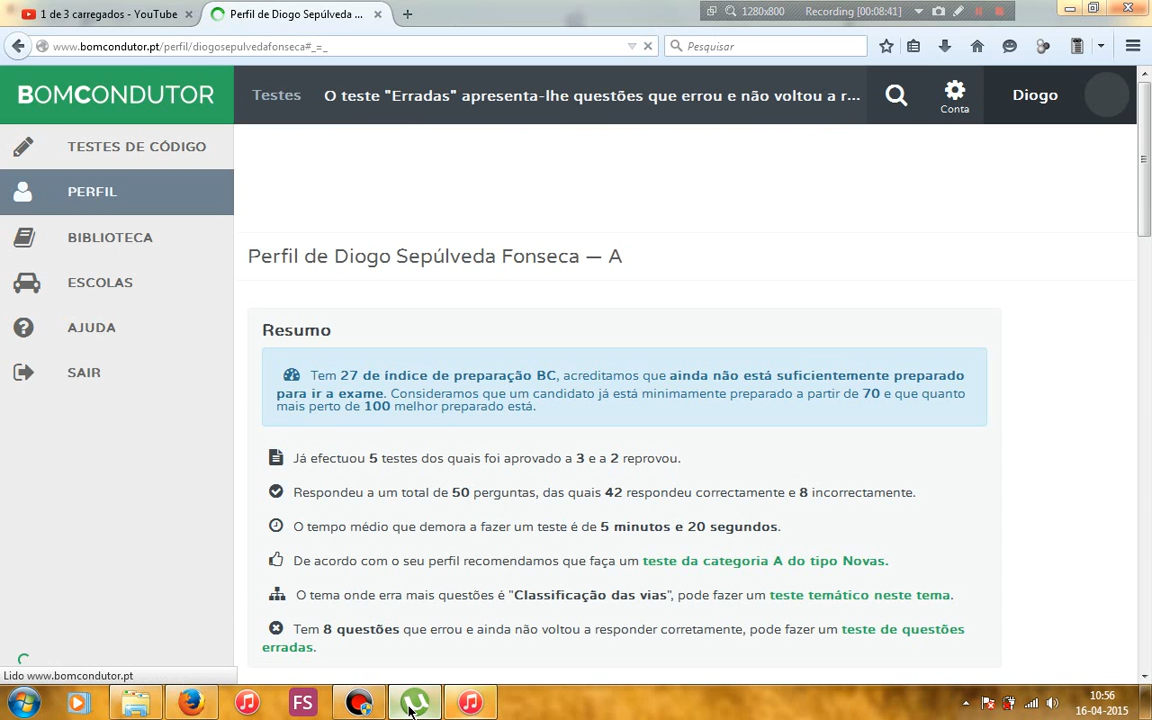 1 de 3 carregados - YouTube
Perfil de Diogo Sepúlveda ...
1280x800
Recording [00:08:41]
www.bomcondutor.pt/perfil/diogosepulvedafonseca#_=_
Pesquisar
BOMCONDUTOR
Testes
O teste "Erradas" apresenta-lhe questões que errou e não voltou a r...
Conta
Diogo
TESTES DE CÓDIGO
PERFIL
BIBLIOTECA
ESCOLAS
AJUDA
SAIR
Perfil de Diogo Sepúlveda Fonseca — A
Resumo
Tem 27 de índice de preparação BC, acreditamos que ainda não está suficientemente preparado
para ir a exame. Consideramos que um candidato já está minimamente preparado a partir de 70 e que quanto
mais perto de 100 melhor preparado está.
Já efectuou 5 testes dos quais foi aprovado a 3 e a 2 reprovou.
Respondeu a um total de 50 perguntas, das quais 42 respondeu correctamente e 8 incorrectamente.
O tempo médio que demora a fazer um teste é de 5 minutos e 20 segundos.
De acordo com o seu perfil recomendamos que faça um teste da categoria A do tipo Novas.
O tema onde erra mais questões é "Classificação das vias", pode fazer um teste temático neste tema.
Tem 8 questões que errou e ainda não voltou a responder corretamente, pode fazer um teste de questões
erradas.
Lido www.bomcondutor.pt
FS
10:56
16-04-2015